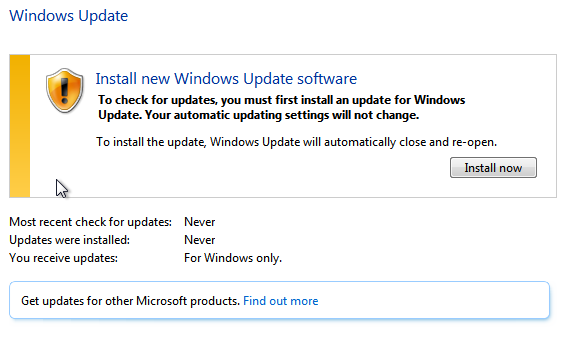 Windows Update
Install new Windows Update software
To check for updates, you must first install an update for Windows
Update. Your automatic updating settings will not change.
To install the update, Windows Update will automatically close and re-open.
Install now
Most recent check for updates: Never
Updates were installed: Never
You receive updates: For Windows only.
Get updates for other Microsoft products. Find out more